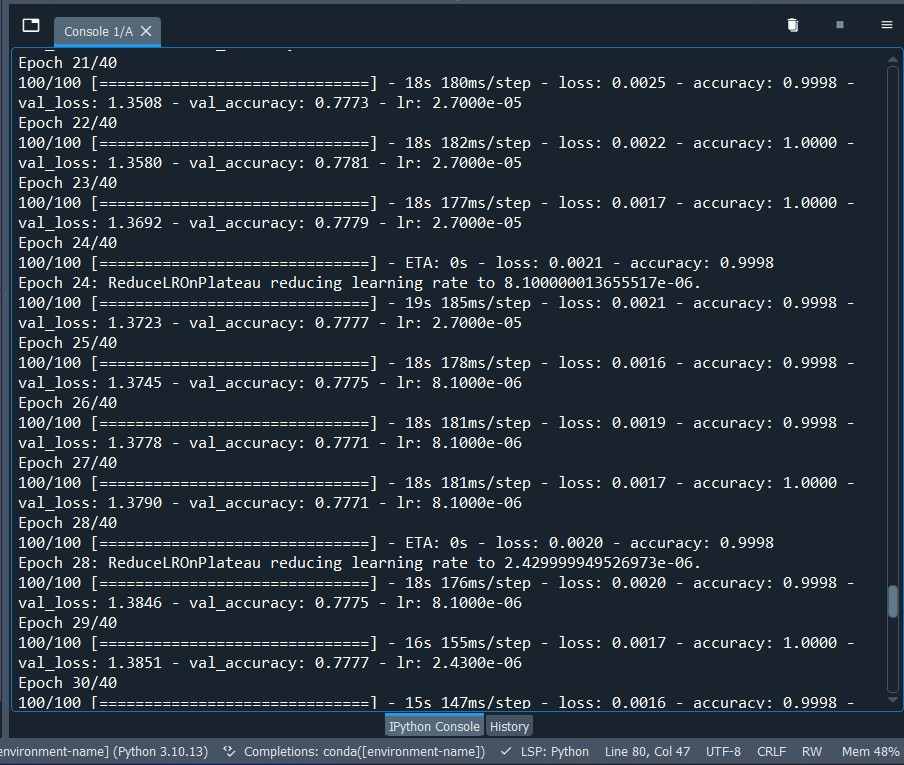 Console 1/A
Epoch 21/40
100/100 [==============================] - 18s 180ms/step - loss: 0.0025 - accuracy: 0.9998 -
val_loss: 1.3508 - val_accuracy: 0.7773 - lr: 2.7000e-05
Epoch 22/40
100/100 [==============================] - 18s 182ms/step - loss: 0.0022 - accuracy: 1.0000 -
val_loss: 1.3580 - val_accuracy: 0.7781 - lr: 2.7000e-05
Epoch 23/40
100/100 [==============================] - 18s 177ms/step - loss: 0.0017 - accuracy: 1.0000 -
val_loss: 1.3692 - val_accuracy: 0.7779 - lr: 2.7000e-05
Epoch 24/40
100/100 [==============================] - ETA: 0s - loss: 0.0021 - accuracy: 0.9998
Epoch 24: ReduceLROnPlateau reducing learning rate to 8.100000013655517e-06.
100/100 [==============================] - 19s 185ms/step - loss: 0.0021 - accuracy: 0.9998 -
val_loss: 1.3723 - val_accuracy: 0.7777 - lr: 2.7000e-05
Epoch 25/40
100/100 [==============================] - 18s 178ms/step - loss: 0.0016 - accuracy: 0.9998 -
val_loss: 1.3745 - val_accuracy: 0.7775 - lr: 8.1000e-06
Epoch 26/40
100/100 [==============================] - 18s 181ms/step - loss: 0.0019 - accuracy: 0.9998 -
val_loss: 1.3778 - val_accuracy: 0.7771 - lr: 8.1000e-06
Epoch 27/40
100/100 [==============================] - 18s 181ms/step - loss: 0.0017 - accuracy: 1.0000 -
val_loss: 1.3790 - val_accuracy: 0.7771 - lr: 8.1000e-06
Epoch 28/40
100/100 [==============================] - ETA: 0s - loss: 0.0020 - accuracy: 0.9998
Epoch 28: ReduceLROnPlateau reducing learning rate to 2.429999949526973e-06.
100/100 [==============================] - 18s 176ms/step - loss: 0.0020 - accuracy: 0.9998 -
val_loss: 1.3846 - val_accuracy: 0.7775 - lr: 8.1000e-06
Epoch 29/40
100/100 [==============================] - 16s 155ms/step - loss: 0.0017 - accuracy: 1.0000 -
val_loss: 1.3851 - val_accuracy: 0.7777 - lr: 2.4300e-06
Epoch 30/40
100/100 [==============================] - 15s 147ms/step - loss: 0.0016 - accuracy: 0.9998 -
IPython Console History
environment-name] (Python 3.10.13) Completions: conda([environment-name]) LSP: Python Line 80, Col 47 UTF-8 CRLF RW Mem 48%